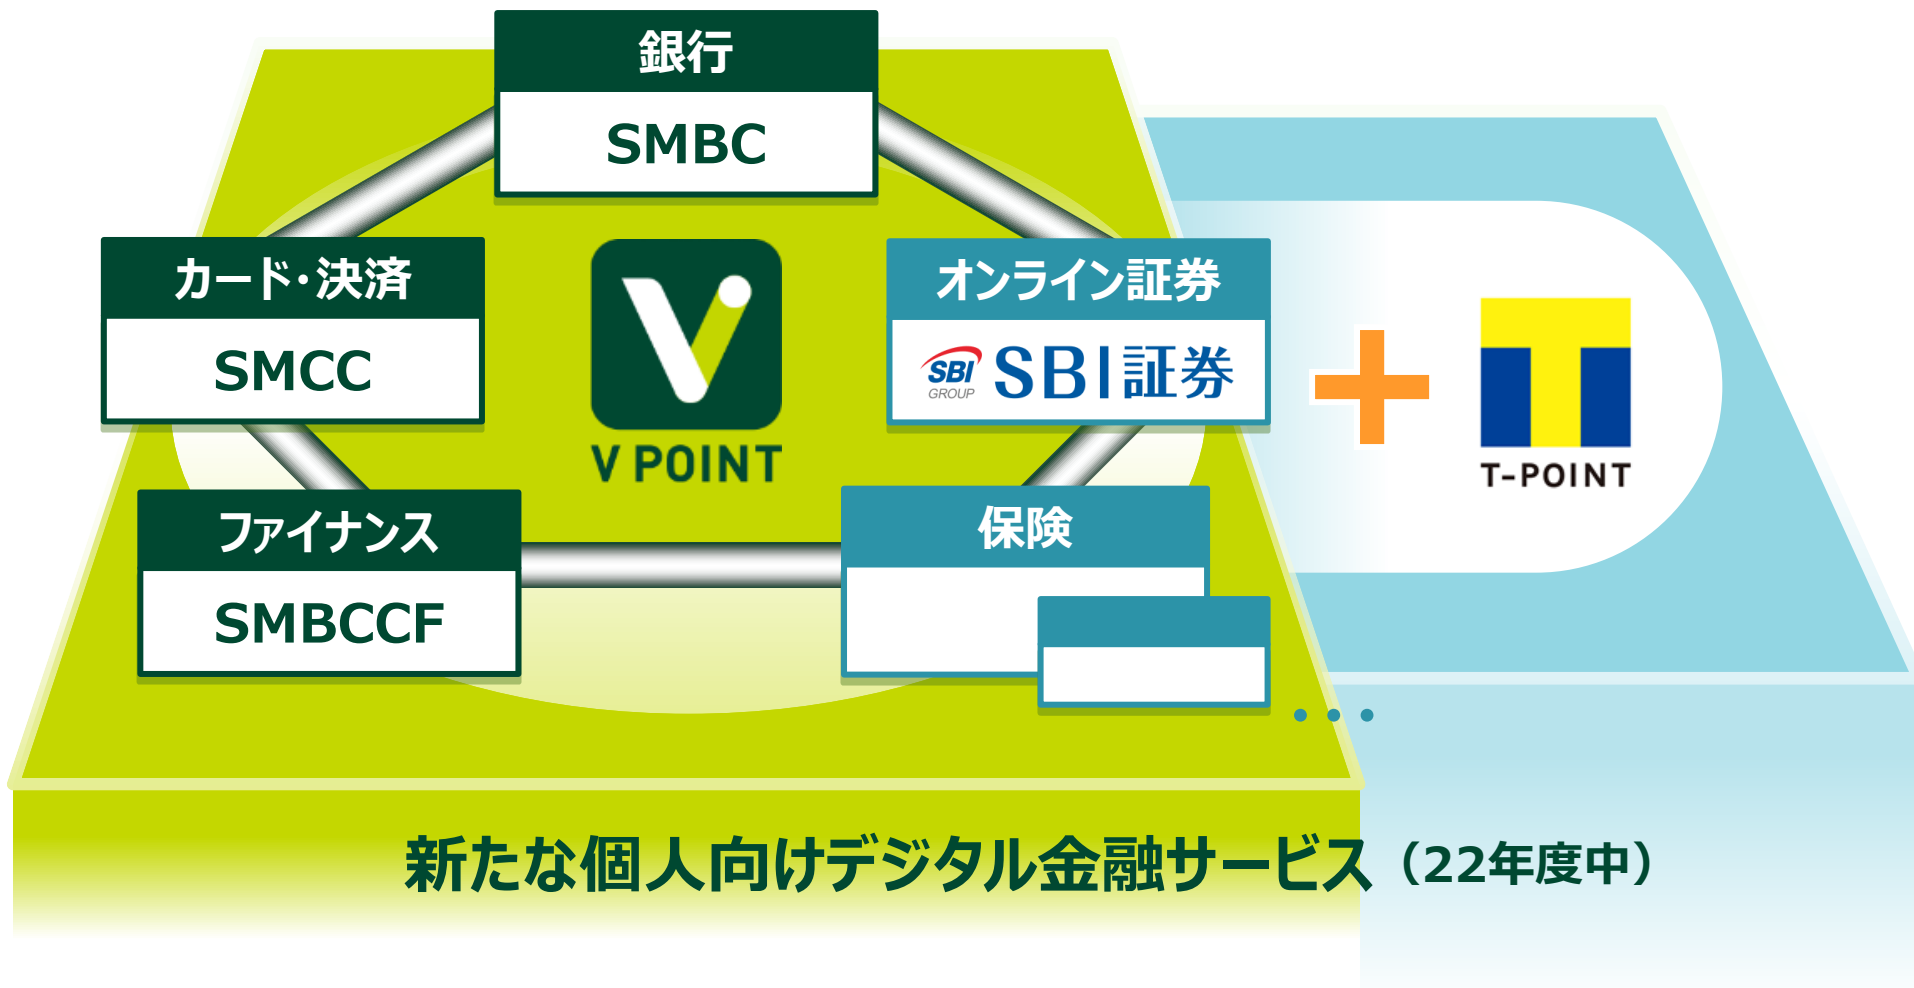 銀行
SMBC
カード・決済
SMCC
V POINT
オンライン証券
SBI
GROUP
SBI証券
T-POINT
ファイナンス
SMBCCF
保険
・・・
新たな個人向けデジタル金融サービス（22年度中）